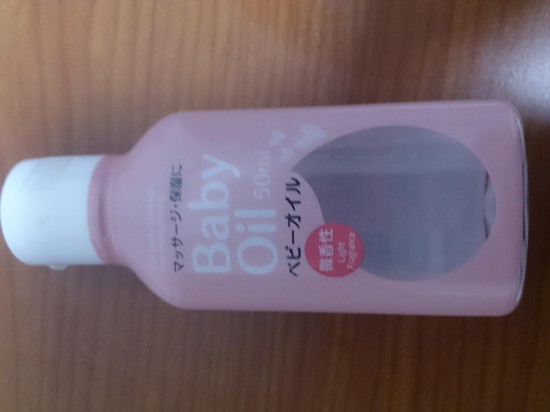 マッサージ・保湿に
Baby
Oil 50ml
ベビーオイル
微香性
Light
Fragrance